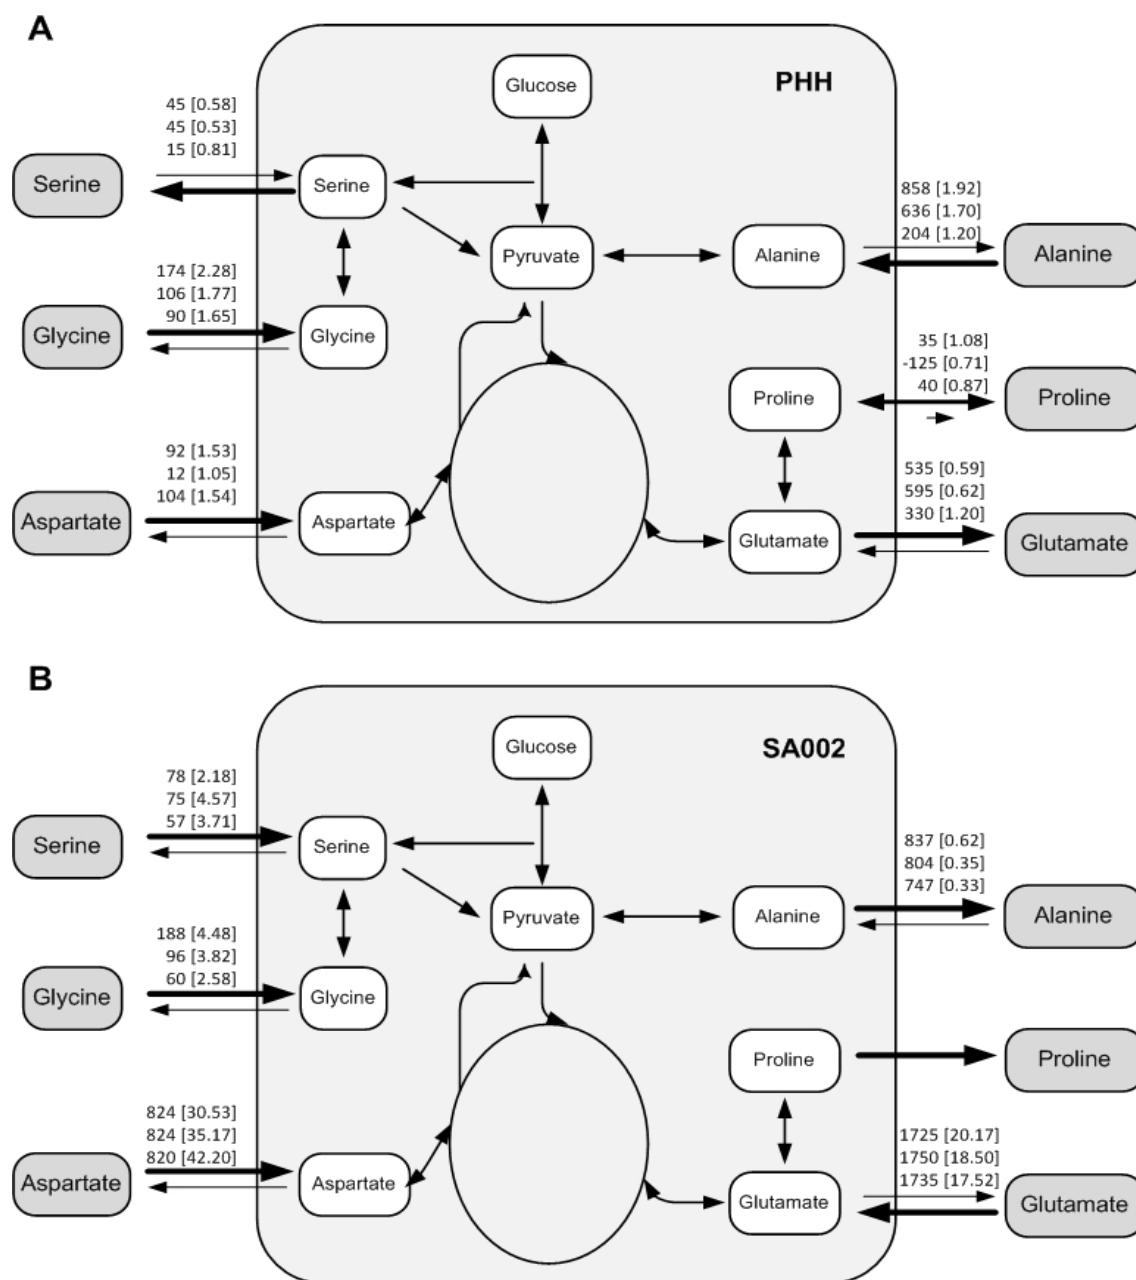 A
PHH
Glucose
45 [0.58]
45 [0.53]
15 [0.81]
Serine
Serine
858 [1.92]
636 [1.70]
204 [1.20]
Pyruvate
Alanine
Alanine
174 [2.28]
106 [1.77]
90 [1.65]
Glycine
Glycine
35 [1.08]
-125 [0.71]
40 [0.87]
Proline
Proline
92 [1.53]
12 [1.05]
104 [1.54]
Aspartate
Aspartate
535 [0.59]
595 [0.62]
330 [1.20]
Glutamate
Glutamate
B
SA002
Glucose
78 [2.18]
75 [4.57]
57 [3.71]
Serine
Serine
837 [0.62]
804 [0.35]
747 [0.33]
Pyruvate
Alanine
Alanine
188 [4.48]
96 [3.82]
60 [2.58]
Glycine
Glycine
Proline
Proline
824 [30.53]
824 [35.17]
820 [42.20]
Aspartate
Aspartate
1725 [20.17]
1750 [18.50]
1735 [17.52]
Glutamate
Glutamate